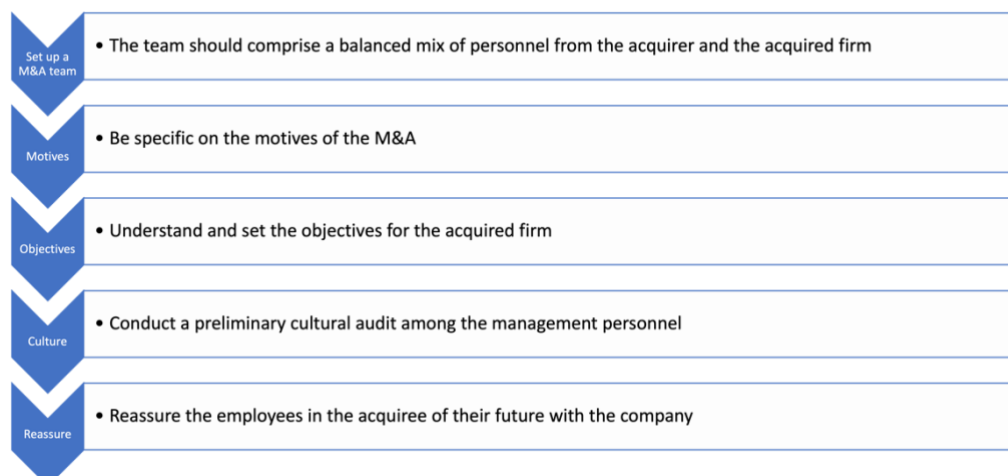 Set up a
M&A team
• The team should comprise a balanced mix of personnel from the acquirer and the acquired firm
Motives
• Be specific on the motives of the M&A
Objectives
• Understand and set the objectives for the acquired firm
Culture
• Conduct a preliminary cultural audit among the management personnel
Reassure
• Reassure the employees in the acquiree of their future with the company